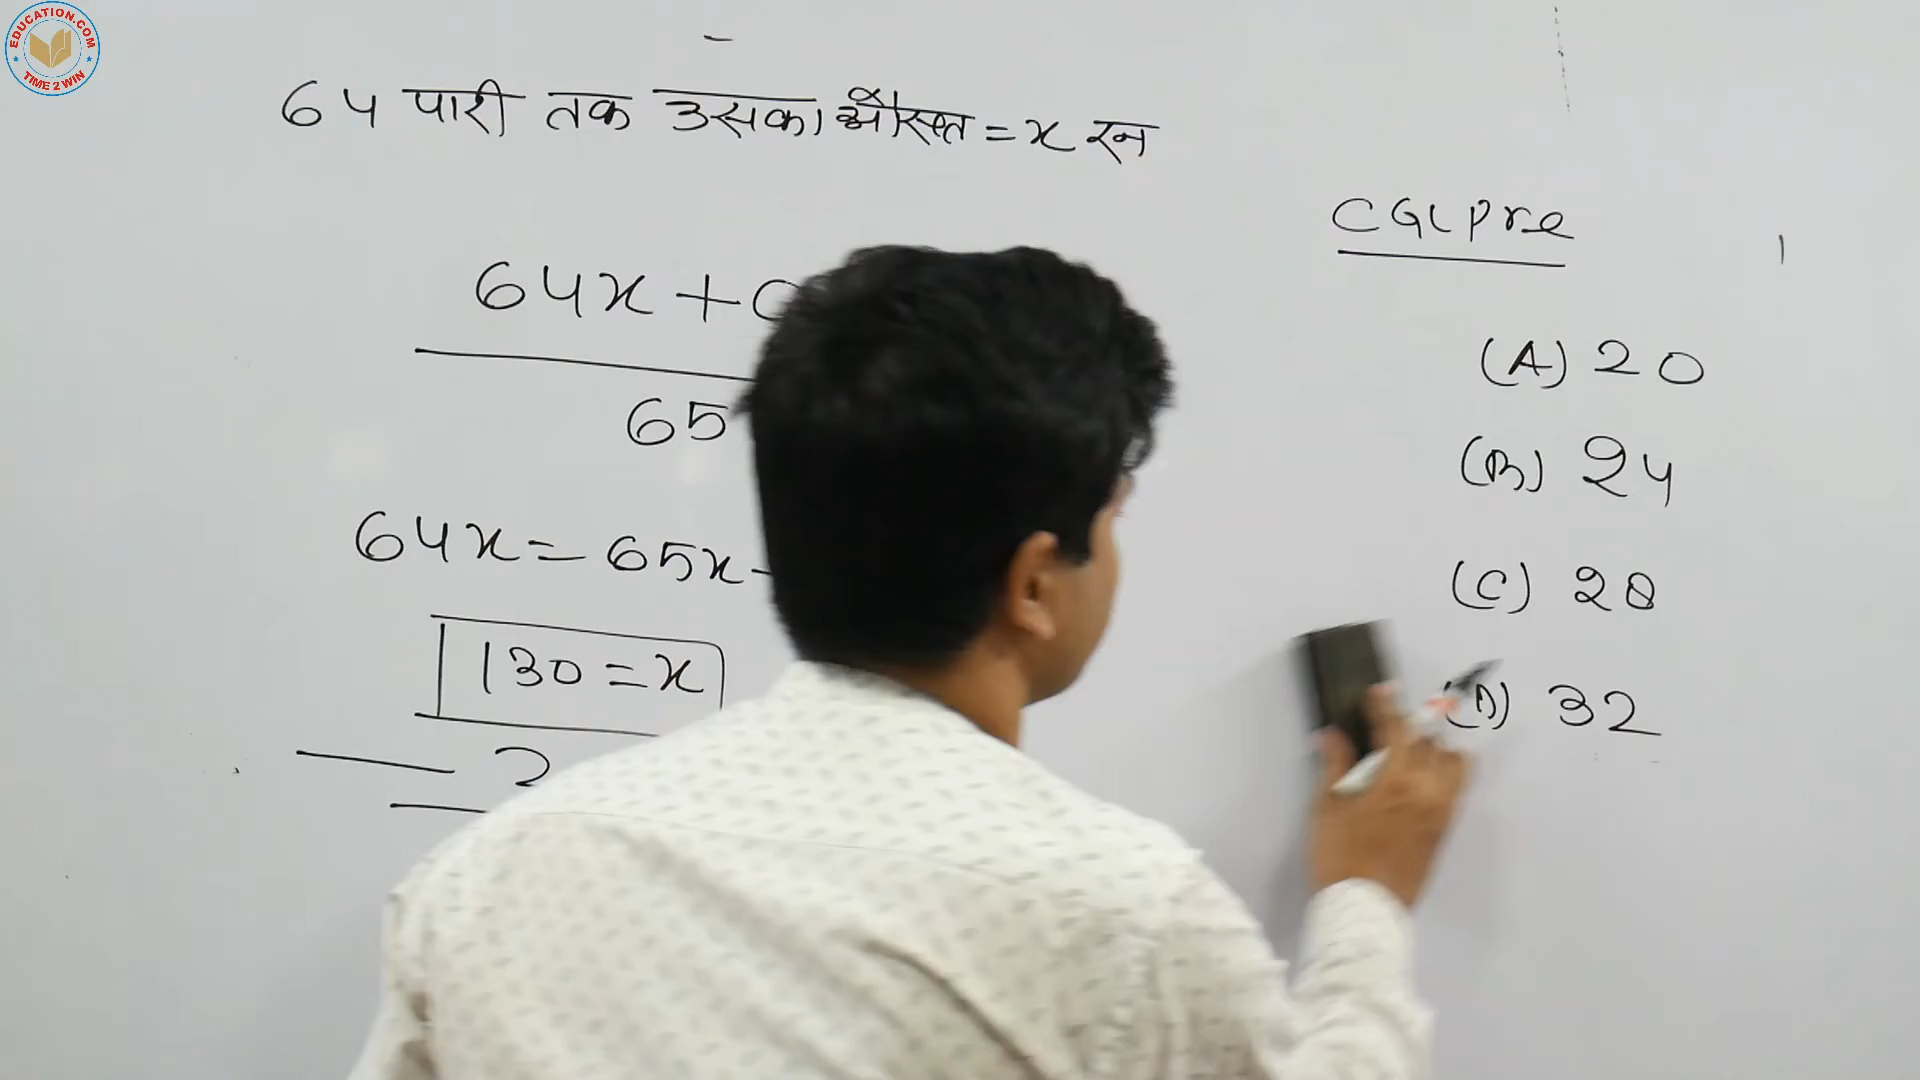 EDUCATION.COM
TIME 2 WIN
64 पारी तक उसका औसत = x रन
CGL Pre
64x + 0
65
64x = 65x -
130 = x
2
(A) 20
(B) 24
(C) 28
(D) 32